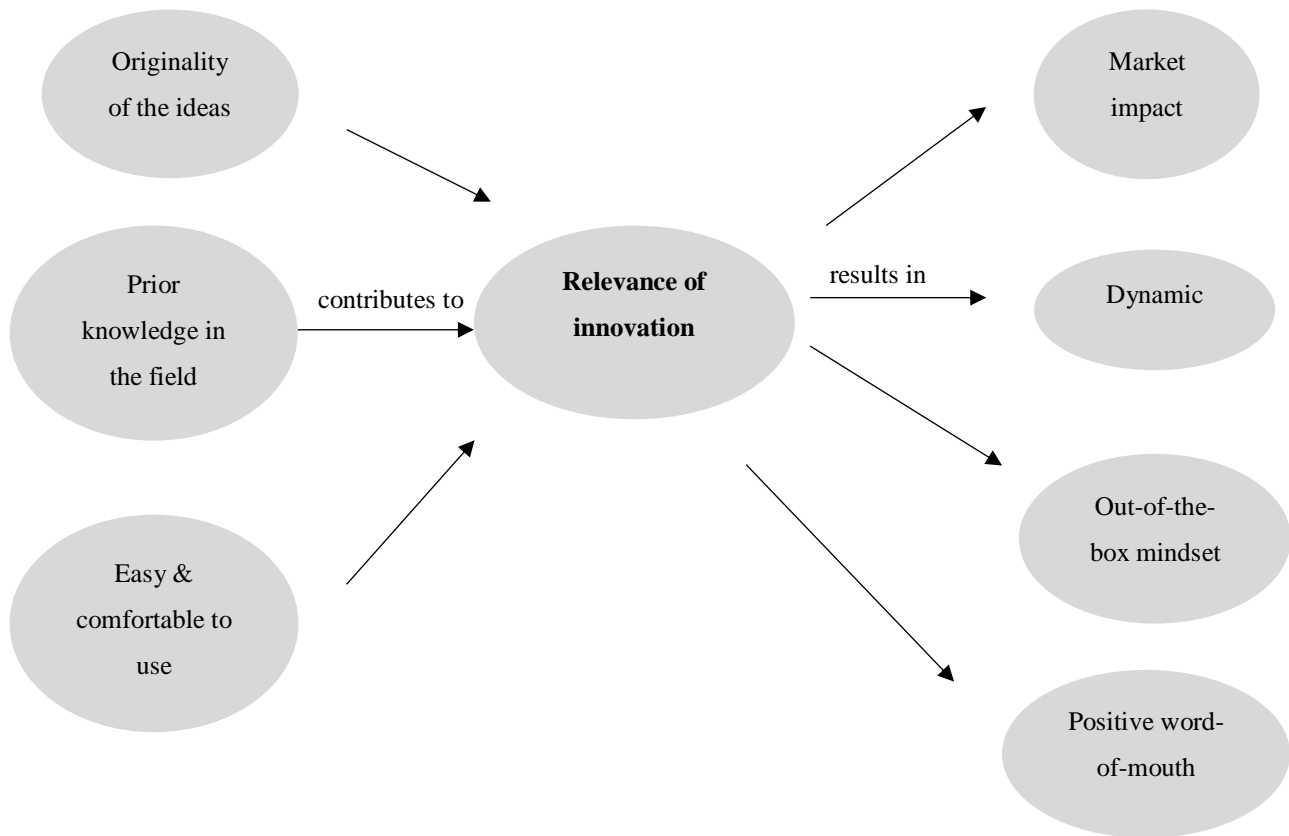 Originality
of the ideas
Prior
knowledge in
the field
Easy &
comfortable to
use
contributes to
Relevance of
innovation
results in
Market
impact
Dynamic
Out-of-the-
box mindset
Positive word-
of-mouth